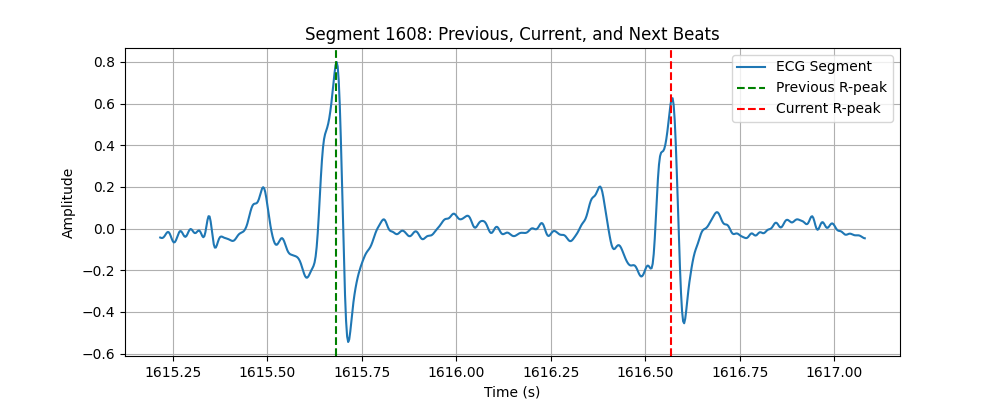 Segment 1608: Previous, Current, and Next Beats
ECG Segment
Previous R-peak
Current R-peak
Amplitude
0.8
0.6
0.4
0.2
0.0
−0.2
−0.4
−0.6
1615.25 1615.50 1615.75 1616.00 1616.25 1616.50 1616.75 1617.00
Time (s)